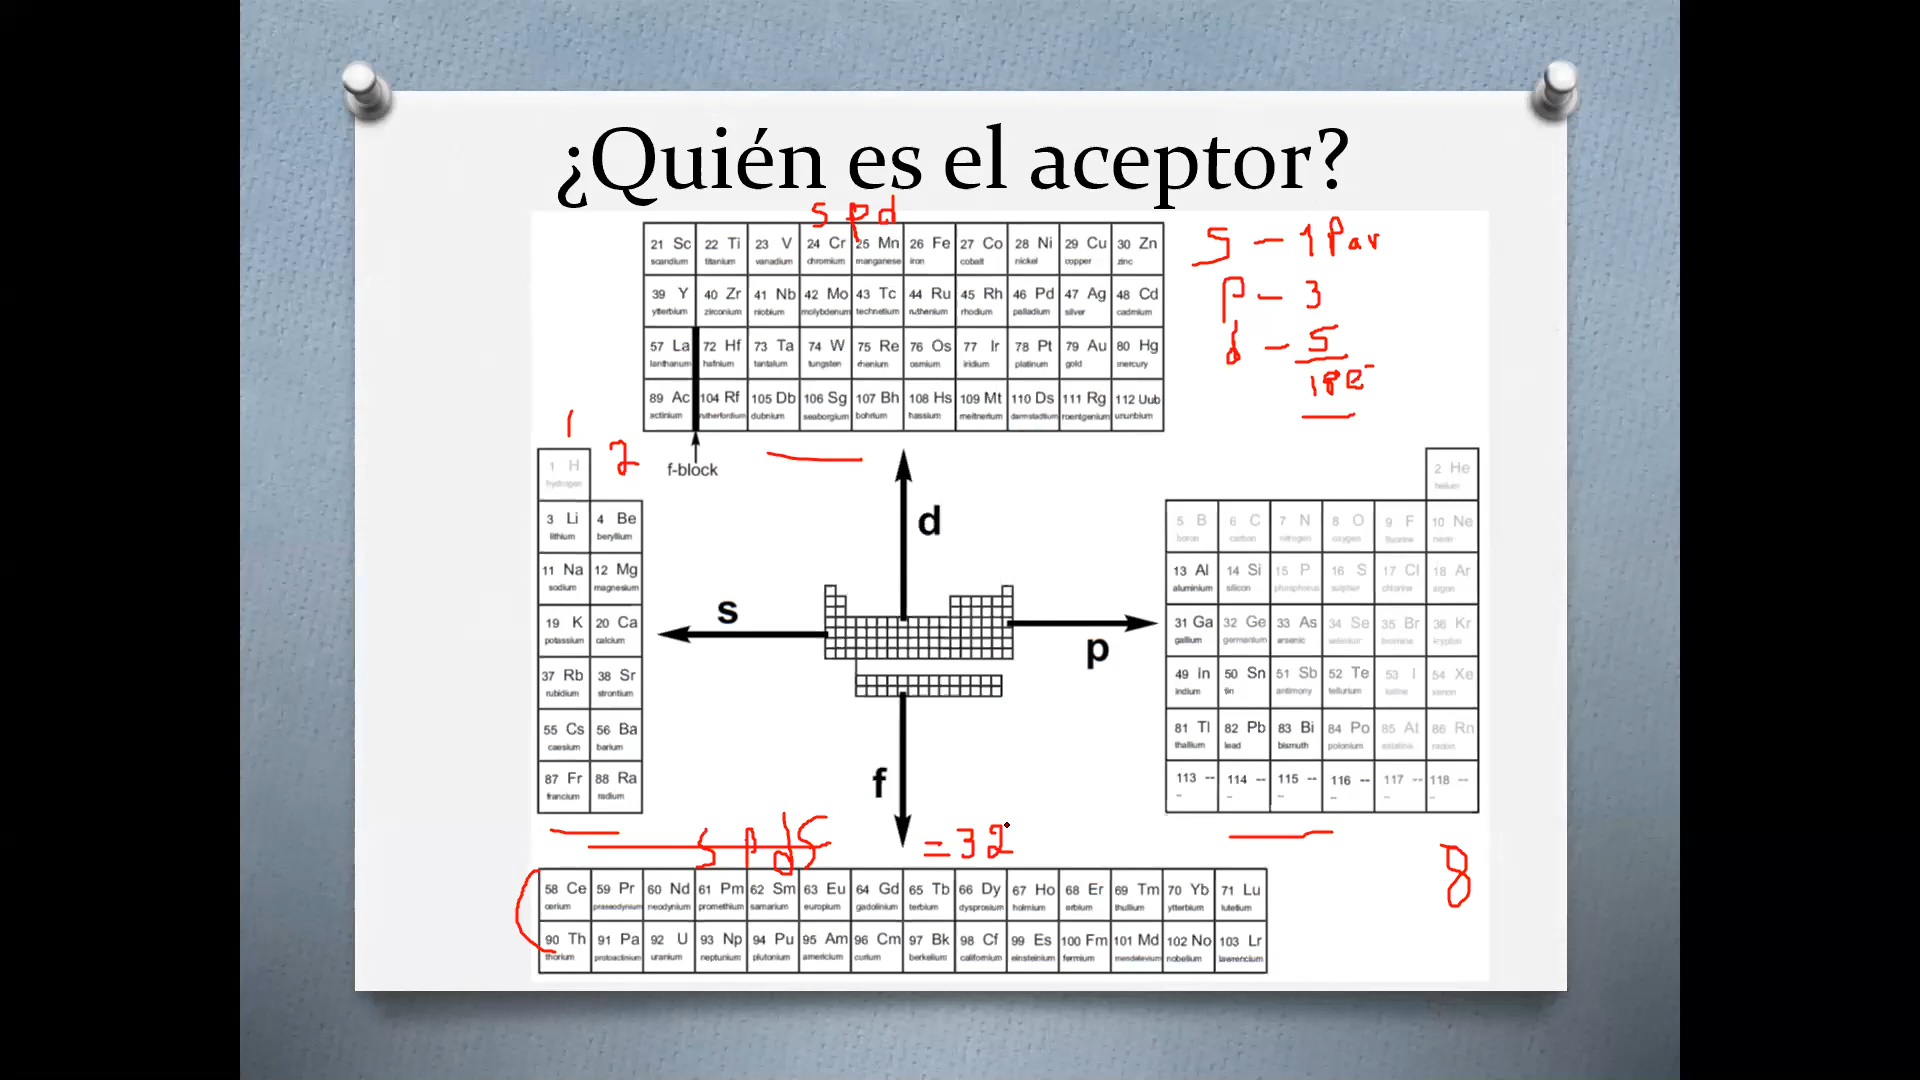 ¿Quién es el aceptor?
s p d
21 Sc 22 Ti 23 V 24 Cr 25 Mn 26 Fe 27 Co 28 Ni 29 Cu 30 Zn
scandium titanium vanadium chromium manganese iron cobalt nickel copper zinc
39 Y 40 Zr 41 Nb 42 Mo 43 Tc 44 Ru 45 Rh 46 Pd 47 Ag 48 Cd
ytterbium zirconium niobium molybdenum technetium ruthenium rhodium palladium silver cadmium
57 La 72 Hf 73 Ta 74 W 75 Re 76 Os 77 Ir 78 Pt 79 Au 80 Hg
lanthanum hafnium tantalum tungsten rhenium osmium iridium platinum gold mercury
89 Ac 104 Rf 105 Db 106 Sg 107 Bh 108 Hs 109 Mt 110 Ds 111 Rg 112 Uub
actinium rutherfordium dubnium seaborgium bohrium hassium meitnerium darmstadtium roentgenium ununbium
S - 1 Par
P - 3
d - 5
18 e-
1
2
f-block
1 H
hydrogen
3 Li 4 Be
lithium beryllium
11 Na 12 Mg
sodium magnesium
19 K 20 Ca
potassium calcium
37 Rb 38 Sr
rubidium strontium
55 Cs 56 Ba
caesium barium
87 Fr 88 Ra
francium radium
d
s
p
f
2 He
helium
5 B 6 C 7 N 8 O 9 F 10 Ne
boron carbon nitrogen oxygen fluorine neon
13 Al 14 Si 15 P 16 S 17 Cl 18 Ar
aluminium silicon phosphorus sulphur chlorine argon
31 Ga 32 Ge 33 As 34 Se 35 Br 36 Kr
gallium germanium arsenic selenium bromine krypton
49 In 50 Sn 51 Sb 52 Te 53 I 54 Xe
indium tin antimony tellurium iodine xenon
81 Tl 82 Pb 83 Bi 84 Po 85 At 86 Rn
thallium lead bismuth polonium astatine radon
113 -- 114 -- 115 -- 116 -- 117 -- 118 --
-- -- -- -- -- --
s p d f = 32
8
58 Ce 59 Pr 60 Nd 61 Pm 62 Sm 63 Eu 64 Gd 65 Tb 66 Dy 67 Ho 68 Er 69 Tm 70 Yb 71 Lu
cerium praseodynium neodynium promethium samarium europium gadolinium terbium dysprosium holmium erbium thullium ytterbium lutetium
90 Th 91 Pa 92 U 93 Np 94 Pu 95 Am 96 Cm 97 Bk 98 Cf 99 Es 100 Fm 101 Md 102 No 103 Lr
thorium protoactinium uranium neptunium plutonium americium curium berkelium californium einsteinium fermium mendelevium nobelium lawrencium